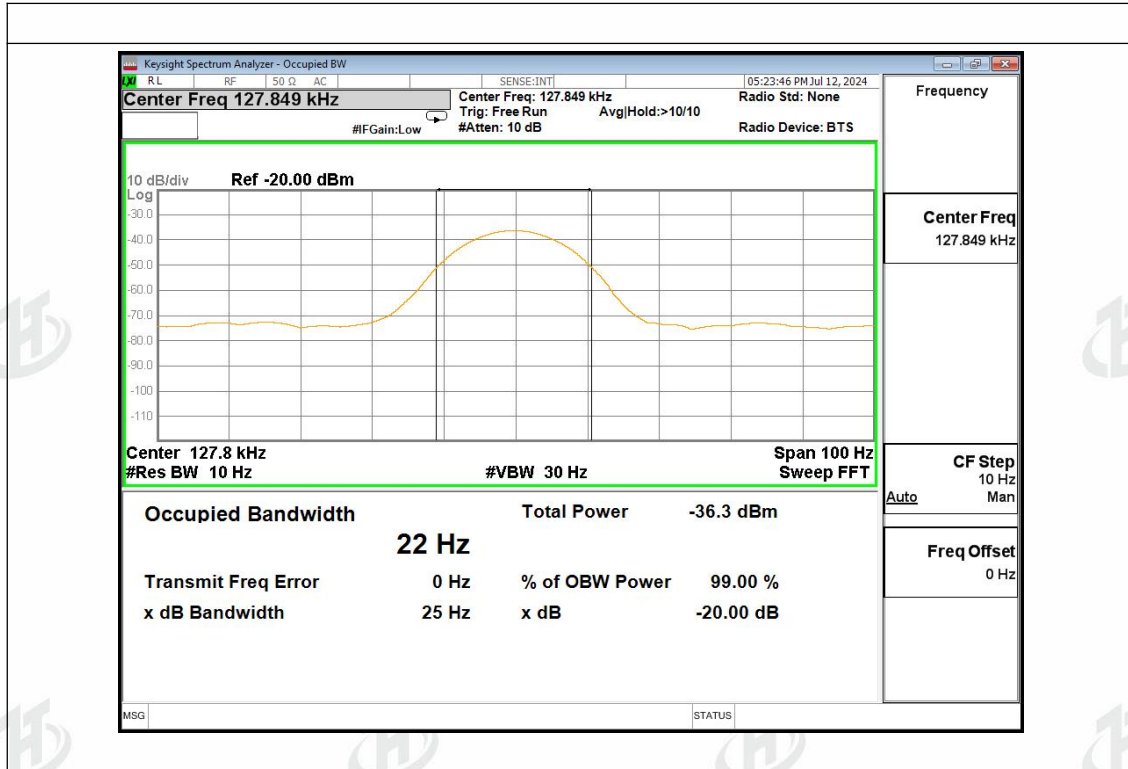 Keysight Spectrum Analyzer - Occupied BW
LXI RL RF 50 Ω AC SENSE:INT 05:23:46 PM Jul 12, 2024
Center Freq 127.849 kHz
Center Freq: 127.849 kHz Radio Std: None
Trig: Free Run Avg|Hold:>10/10
#IFGain:Low #Atten: 10 dB Radio Device: BTS
10 dB/div Ref -20.00 dBm
Log
-30.0
-40.0
-50.0
-60.0
-70.0
-80.0
-90.0
-100
-110
Center 127.8 kHz Span 100 Hz
#Res BW 10 Hz #VBW 30 Hz Sweep FFT
Occupied Bandwidth Total Power -36.3 dBm
22 Hz
Transmit Freq Error 0 Hz % of OBW Power 99.00 %
x dB Bandwidth 25 Hz x dB -20.00 dB
MSG STATUS
Frequency
Center Freq
127.849 kHz
CF Step
10 Hz
Auto Man
Freq Offset
0 Hz